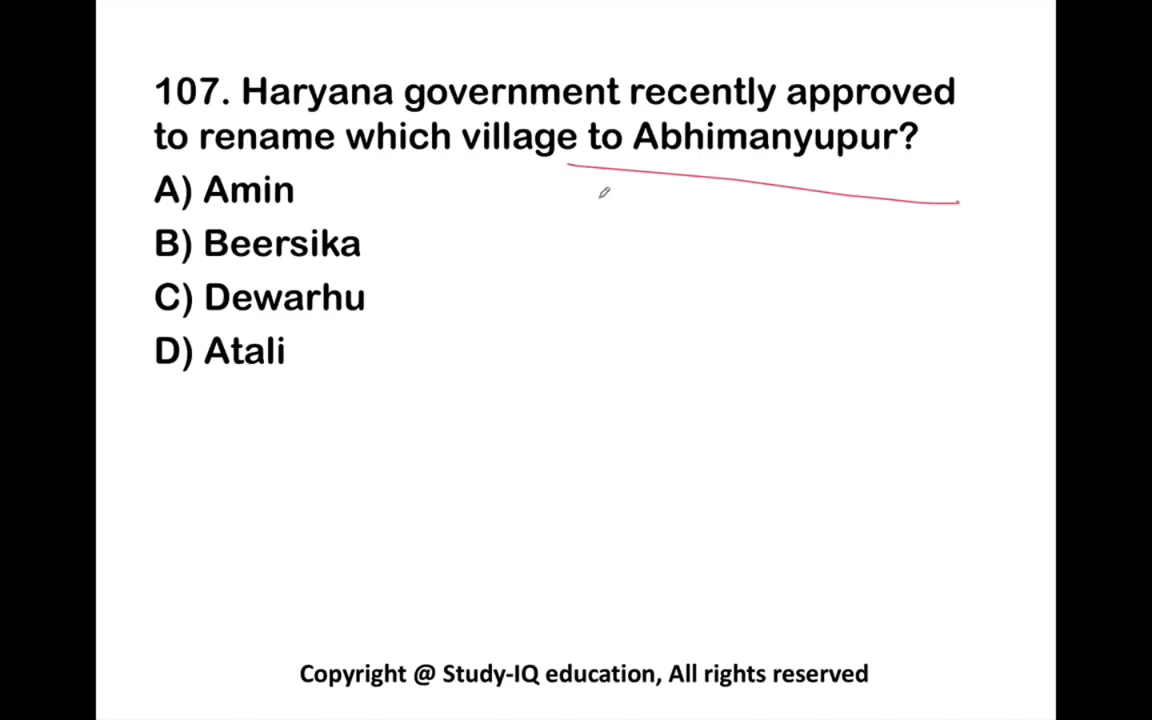 107. Haryana government recently approved
to rename which village to Abhimanyupur?
A) Amin
B) Beersika
C) Dewarhu
D) Atali
Copyright @ Study-IQ education, All rights reserved